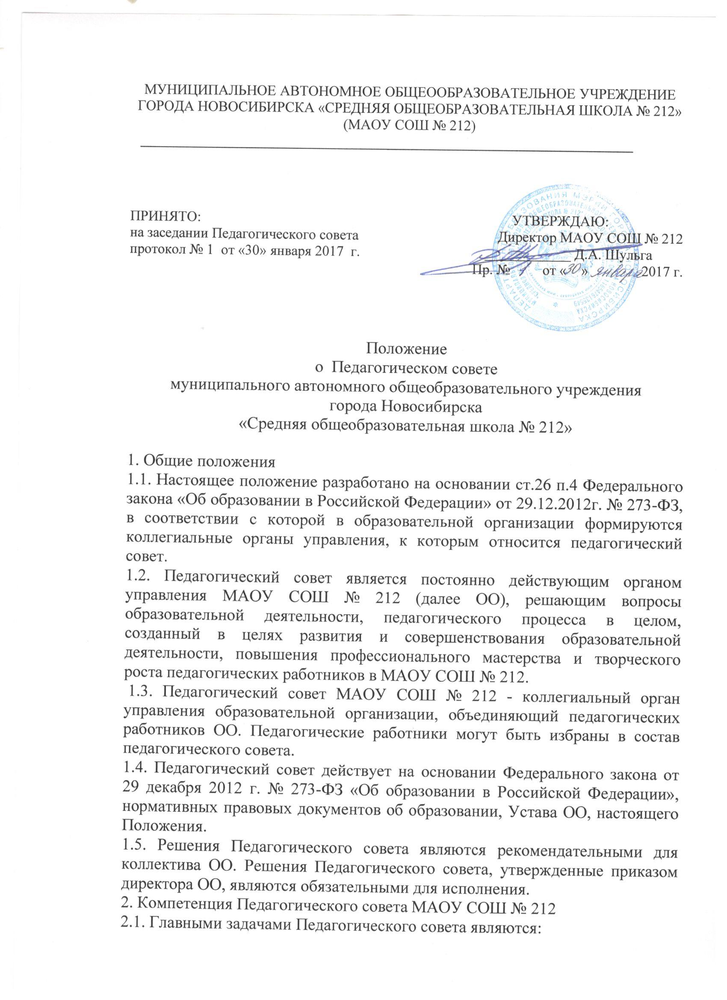 МУНИЦИПАЛЬНОЕ АВТОНОМНОЕ ОБЩЕООБРАЗОВАТЕЛЬНОЕ УЧРЕЖДЕНИЕ
ГОРОДА НОВОСИБИРСКА «СРЕДНЯЯ ОБЩЕОБРАЗОВАТЕЛЬНАЯ ШКОЛА № 212»
(МАОУ СОШ № 212)
ПРИНЯТО:
на заседании Педагогического совета
протокол № 1 от «30» января 2017 г.
УТВЕРЖДАЮ:
Директор МАОУ СОШ № 212
Д.А. Шульга
Пр. № 1 от «30» января 2017 г.
Положение
о Педагогическом совете
муниципального автономного общеобразовательного учреждения
города Новосибирска
«Средняя общеобразовательная школа № 212»
1. Общие положения
1.1. Настоящее положение разработано на основании ст.26 п.4 Федерального
закона «Об образовании в Российской Федерации» от 29.12.2012г. № 273-ФЗ,
в соответствии с которой в образовательной организации формируются
коллегиальные органы управления, к которым относится педагогический
совет.
1.2. Педагогический совет является постоянно действующим органом
управления МАОУ СОШ № 212 (далее ОО), решающим вопросы
образовательной деятельности, педагогического процесса в целом,
созданный в целях развития и совершенствования образовательной
деятельности, повышения профессионального мастерства и творческого
роста педагогических работников в МАОУ СОШ № 212.
1.3. Педагогический совет МАОУ СОШ № 212 - коллегиальный орган
управления образовательной организации, объединяющий педагогических
работников ОО. Педагогические работники могут быть избраны в состав
педагогического совета.
1.4. Педагогический совет действует на основании Федерального закона от
29 декабря 2012 г. № 273-ФЗ «Об образовании в Российской Федерации»,
нормативных правовых документов об образовании, Устава ОО, настоящего
Положения.
1.5. Решения Педагогического совета являются рекомендательными для
коллектива ОО. Решения Педагогического совета, утвержденные приказом
директора ОО, являются обязательными для исполнения.
2. Компетенция Педагогического совета МАОУ СОШ № 212
2.1. Главными задачами Педагогического совета являются: